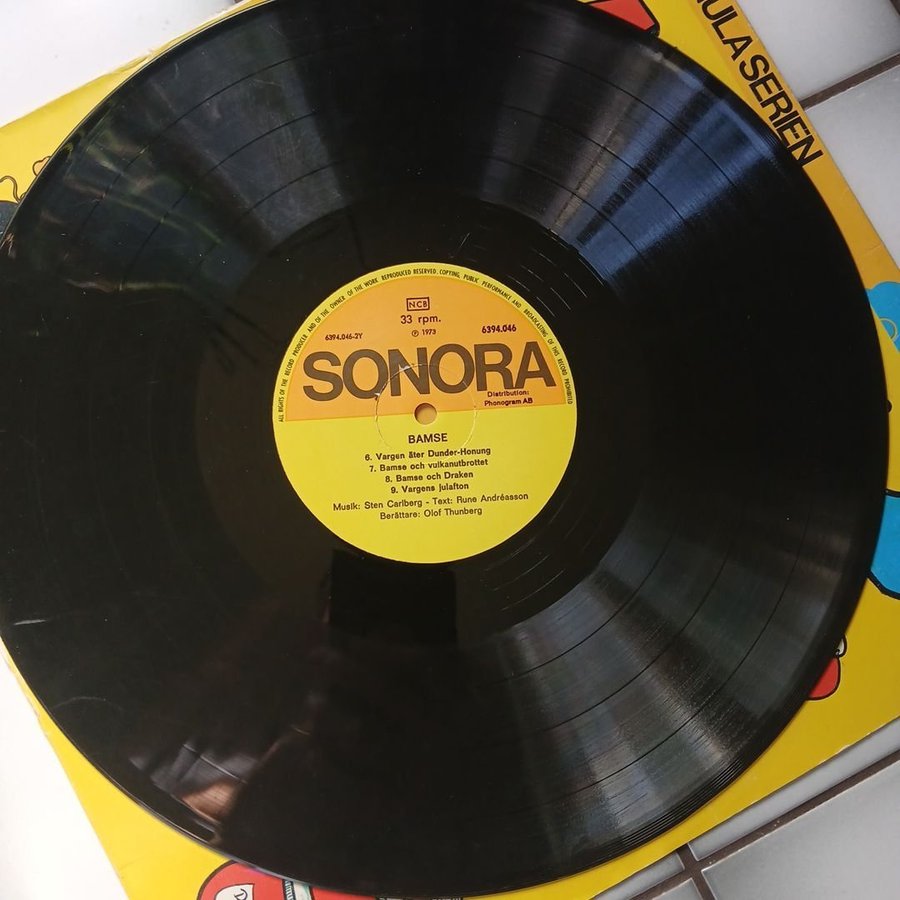 ULA SERIEN
ALL RIGHTS OF THE RECORD PRODUCER AND OF THE OWNER OF THE WORK REPRODUCED RESERVED. COPYING, PUBLIC PERFORMANCE AND BROADCASTING OF THIS RECORD PROHIBITED
NCB
33 rpm.
6394.046-2Y
℗ 1973
6394.046
SONORA
Distribution:
Phonogram AB
BAMSE
6. Vargen åter Dunder-Honung
7. Bamse och vulkanutbrottet
8. Bamse och Draken
9. Vargens julafton
Musik: Sten Carlberg - Text: Rune Andréasson
Berättare: Olof Thunberg